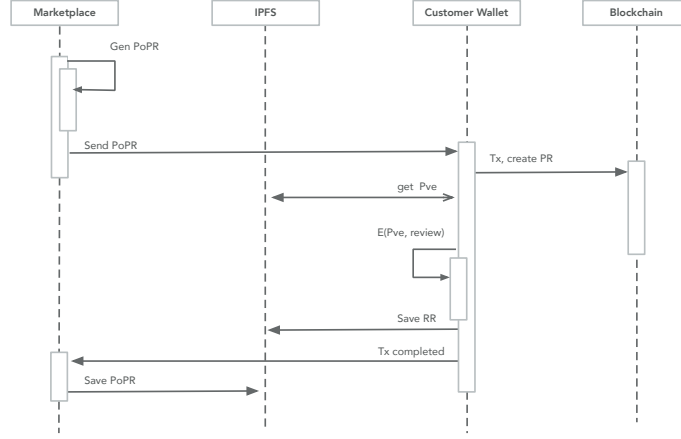 Marketplace
IPFS
Customer Wallet
Blockchain
Gen PoPR
Send PoPR
Tx, create PR
get Pve
E(Pve, review)
Save RR
Tx completed
Save PoPR